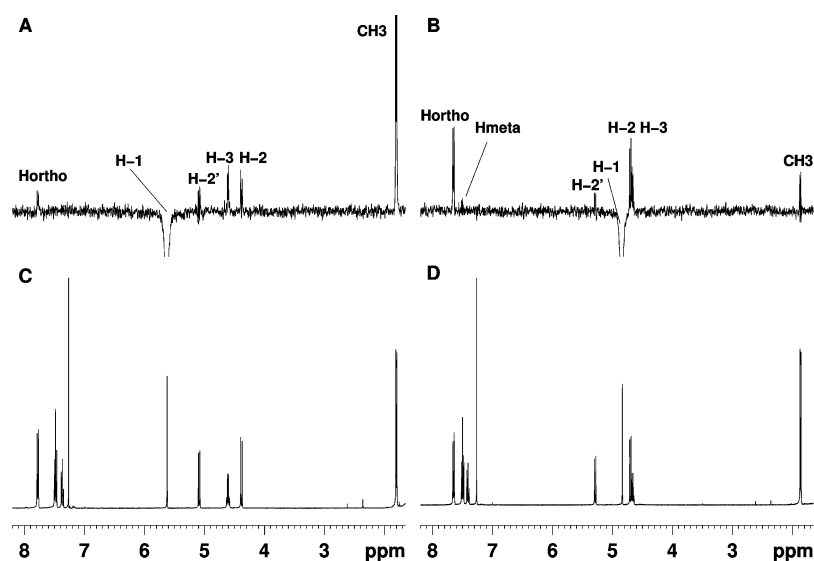 A
CH3
H-1
H-3 H-2
Hortho
H-2'
B
Hortho
Hmeta
H-2 H-3
H-1
CH3
H-2'
C
8 7 6 5 4 3 ppm
D
8 7 6 5 4 3 ppm